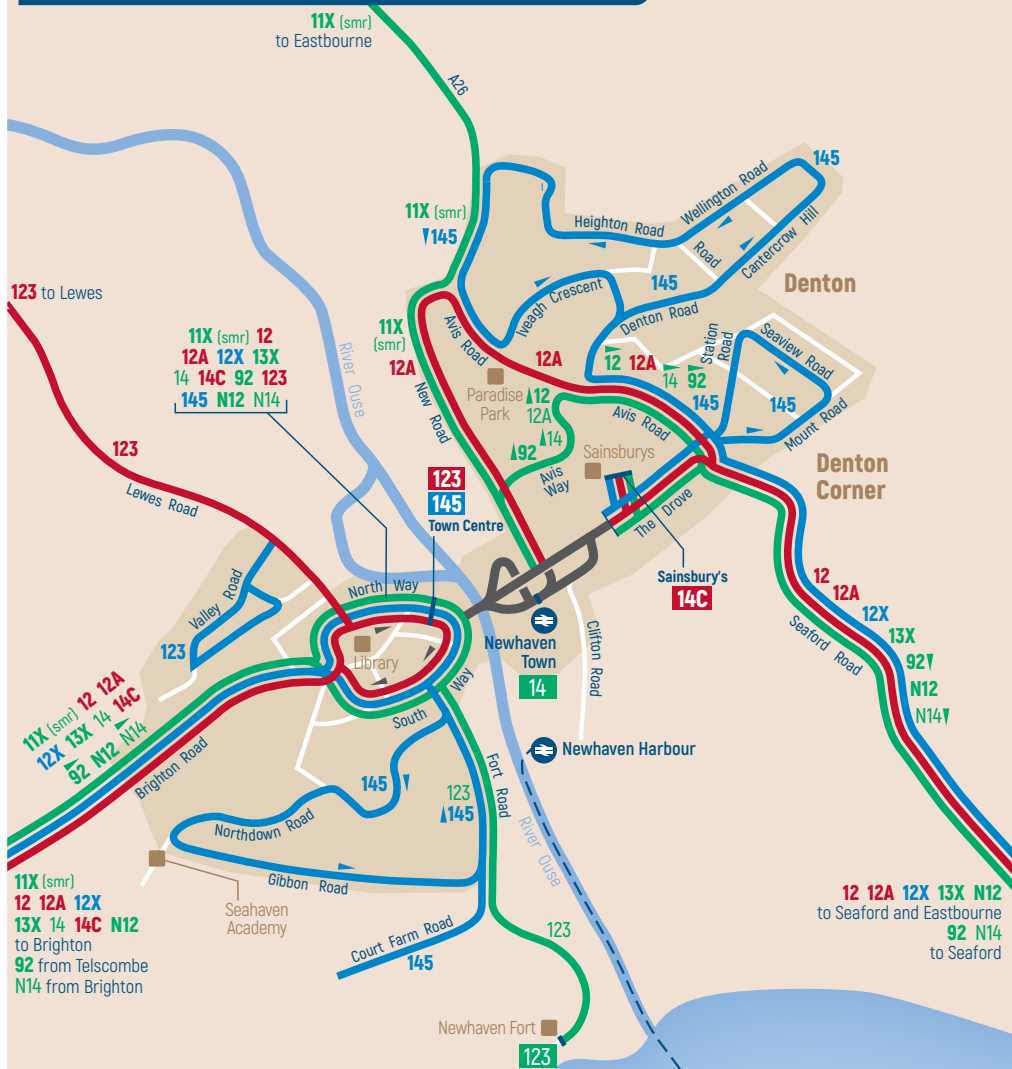 11X (smr)
to Eastbourne
A26
145
Wellington Road
11X (smr)
145
Heighton Road
Road
Cantercrow Hill
123 to Lewes
Denton
145
Iveagh Crescent
Denton Road
11X (smr) 12
12A 12X 13X
14 14C 92 123
145 N12 N14
11X
(smr)
12A
Avis Road
12A
12 12A
14 92
Station
Road
Seaview Road
River Ouse
New Road
Paradise
Park
12
12A
14
92
Avis Road
145
145
Mount Road
Sainsburys
Avis
Way
Denton
Corner
123
Lewes Road
123
145
Town Centre
The Drove
Sainsbury's
14C
North Way
Valley Road
123
Library
Newhaven
Town
14
Clifton Road
12
12A
12X
13X
92
N12
N14
Seaford Road
Way
South
11X (smr) 12 12A
12X 13X 14 14C
92 N12 N14
Brighton Road
Newhaven Harbour
145
Fort Road
123
145
Northdown Road
River Ouse
Gibbon Road
Seahaven
Academy
11X (smr)
12 12A 12X
13X 14 14C N12
to Brighton
92 from Telscombe
N14 from Brighton
12 12A 12X 13X N12
to Seaford and Eastbourne
92 N14
to Seaford
Court Farm Road
145
123
Newhaven Fort
123